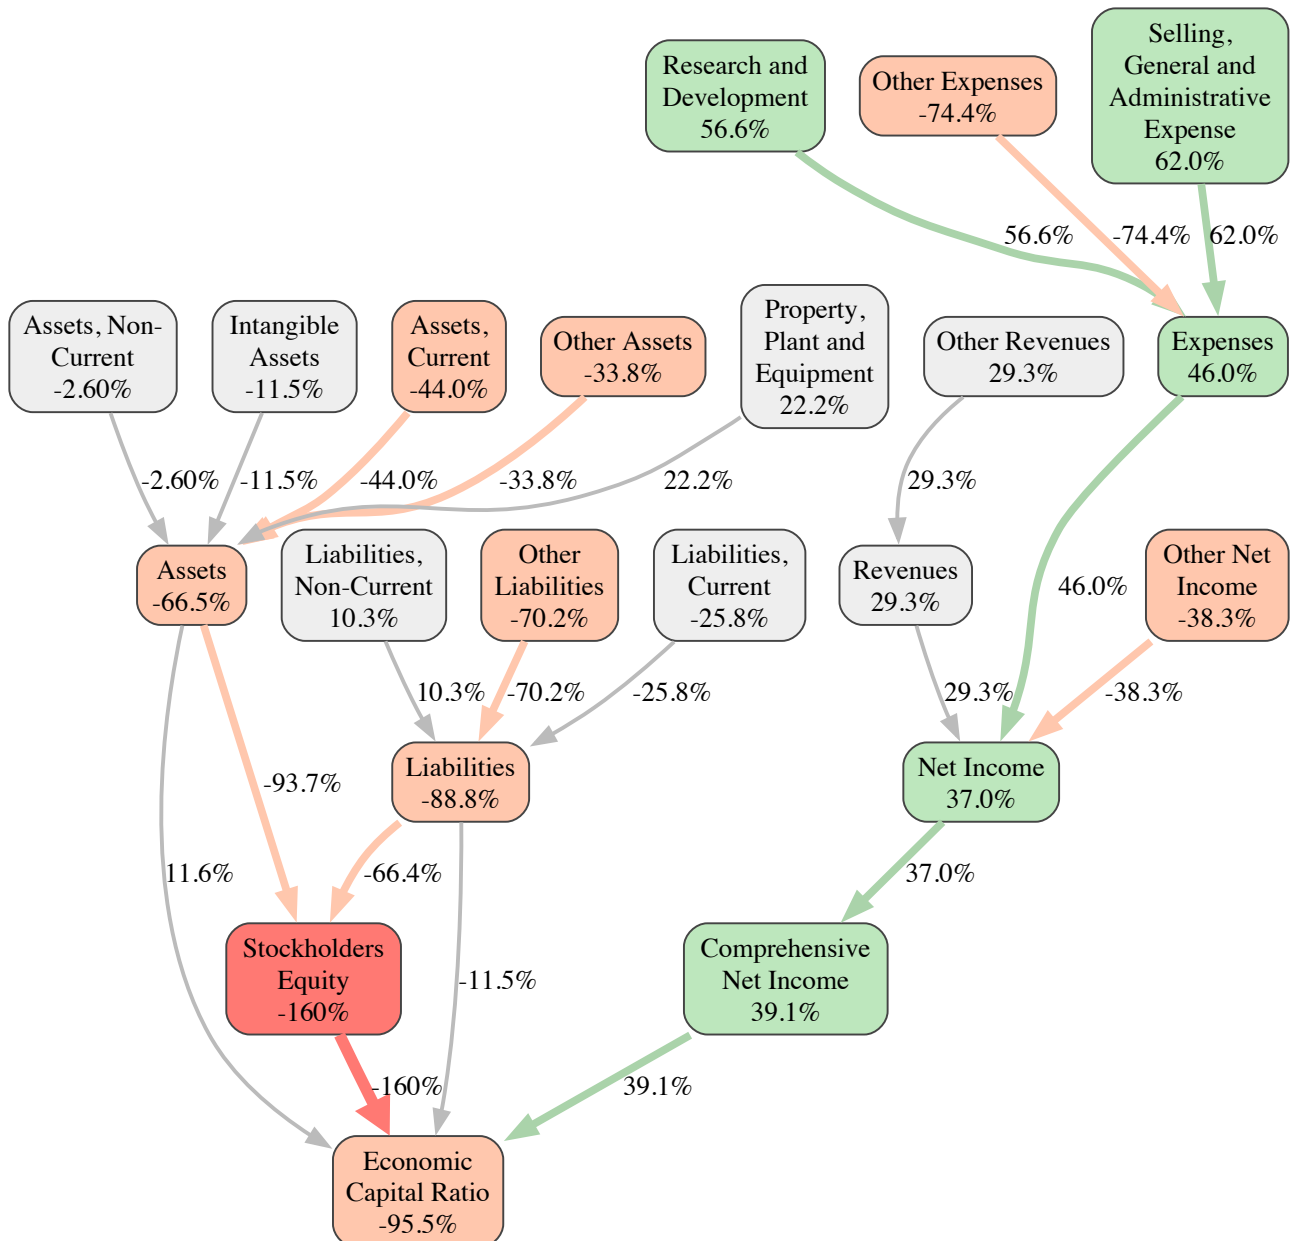 Selling,
General and
Administrative
Expense
62.0%
Research and
Development
56.6%
Other Expenses
-74.4%
56.6%
-74.4%
62.0%
Assets, Non-
Current
-2.60%
Intangible
Assets
-11.5%
Assets,
Current
-44.0%
Other Assets
-33.8%
Property,
Plant and
Equipment
22.2%
Other Revenues
29.3%
Expenses
46.0%
-2.60%
-11.5%
-44.0%
-33.8%
22.2%
29.3%
Assets
-66.5%
Liabilities,
Non-Current
10.3%
Other
Liabilities
-70.2%
Liabilities,
Current
-25.8%
Revenues
29.3%
46.0%
Other Net
Income
-38.3%
10.3%
-70.2%
-25.8%
29.3%
-38.3%
-93.7%
Liabilities
-88.8%
Net Income
37.0%
11.6%
-66.4%
37.0%
Stockholders
Equity
-160%
-11.5%
Comprehensive
Net Income
39.1%
-160%
39.1%
Economic
Capital Ratio
-95.5%